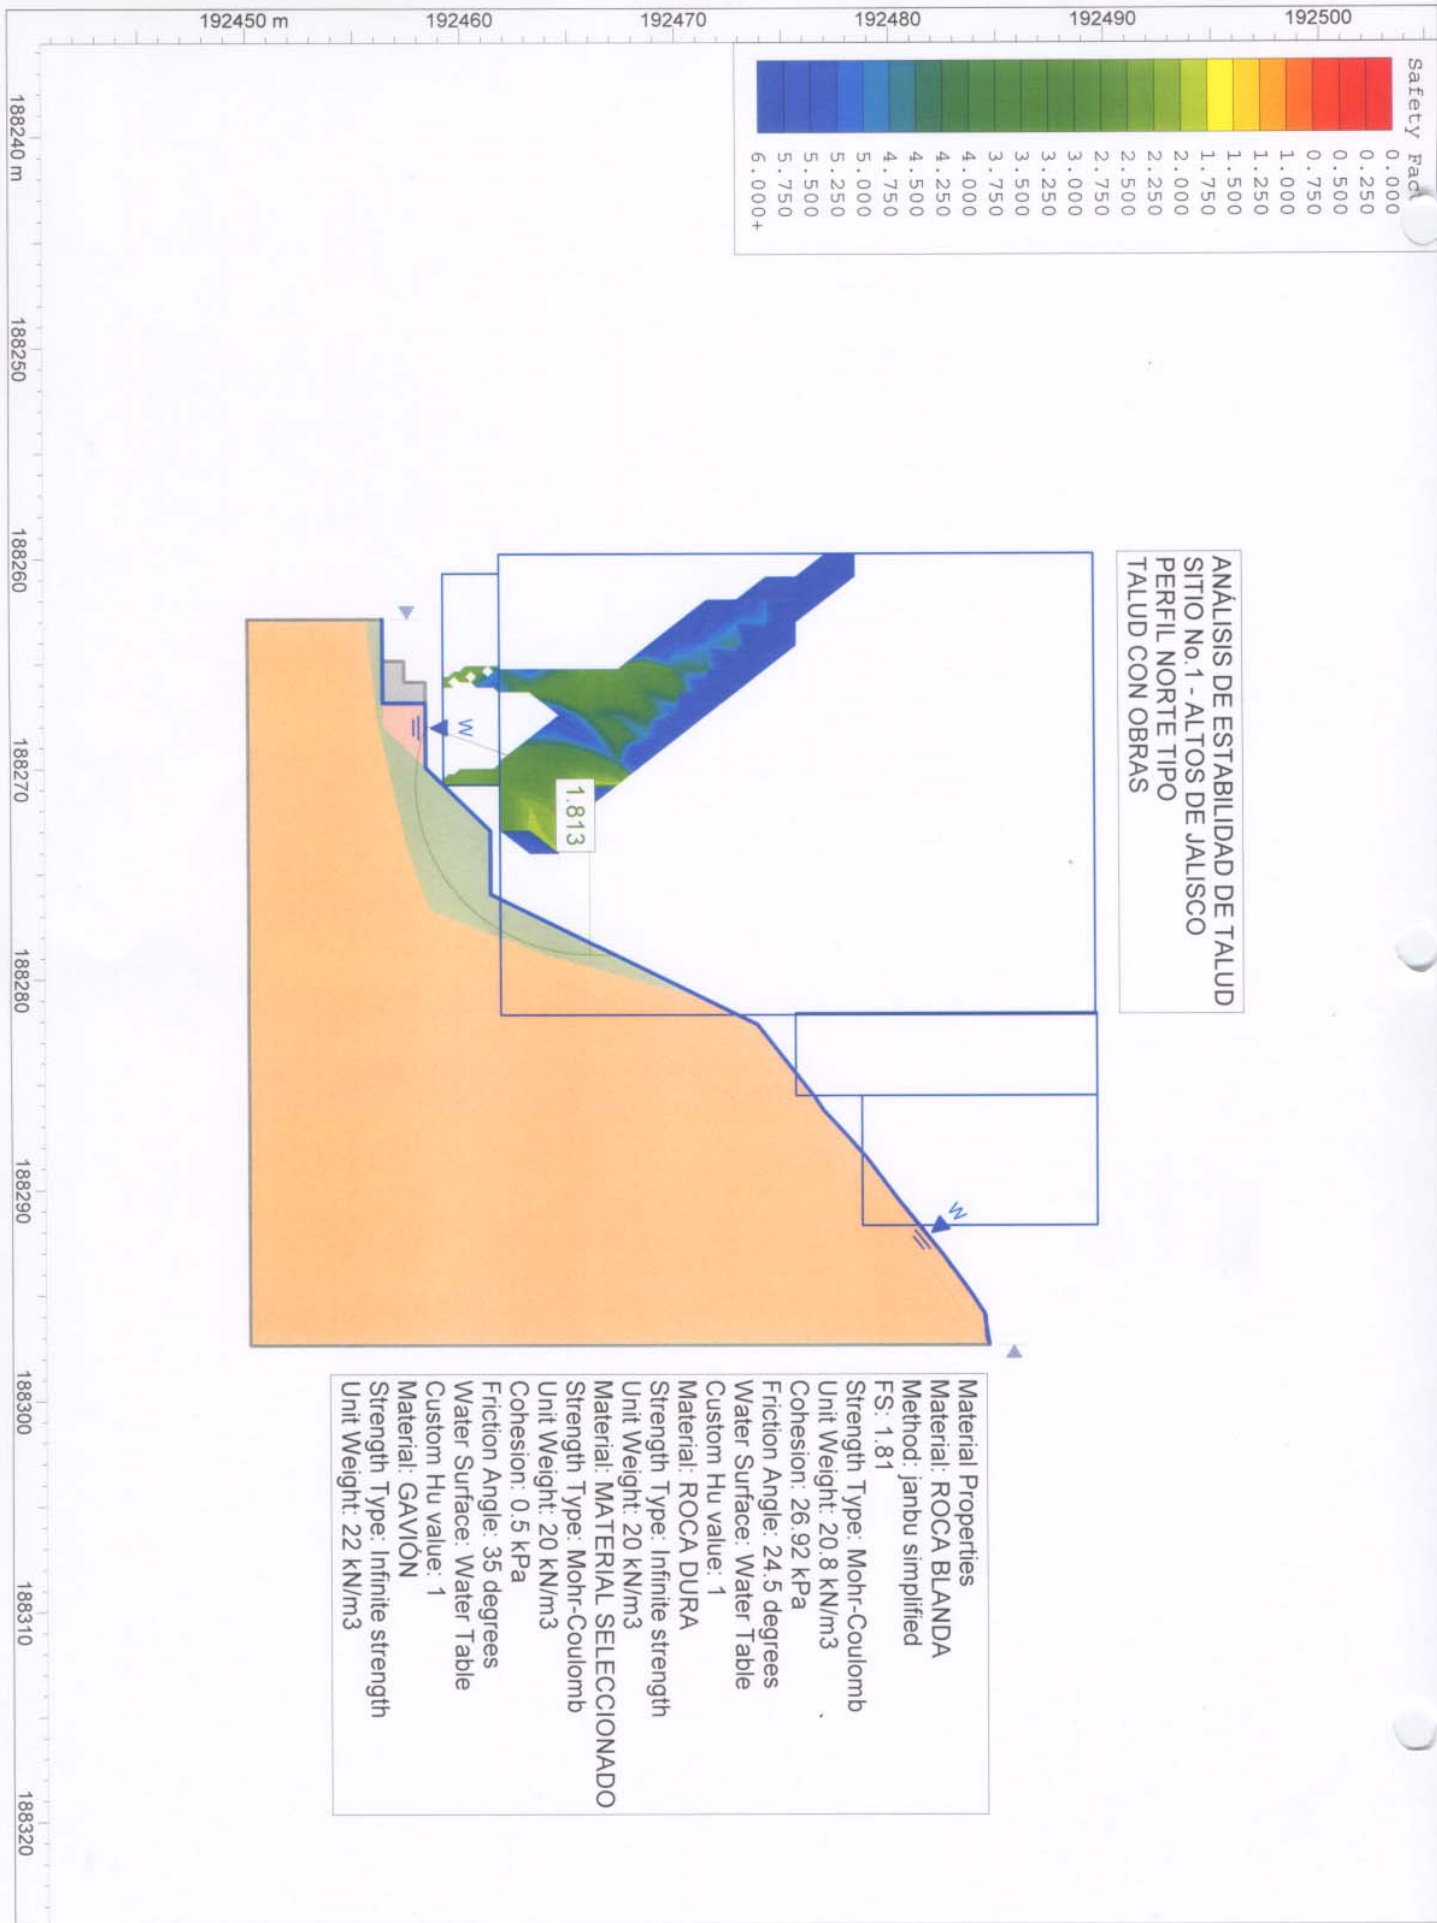 Safety Fact
0.000
0.250
0.500
0.750
1.000
1.250
1.500
1.750
2.000
2.250
2.500
2.750
3.000
3.250
3.500
3.750
4.000
4.250
4.500
4.750
5.000
5.250
5.500
5.750
6.000+
192500
192490
192480
192470
192460
192450 m
ANÁLISIS DE ESTABILIDAD DE TALUD
SITIO No.1 - ALTOS DE JALISCO
PERFIL NORTE TIPO
TALUD CON OBRAS
1.813
W
W
Material Properties
Material: ROCA BLANDA
Method: janbu simplified
FS: 1.81
Strength Type: Mohr-Coulomb
Unit Weight: 20.8 kN/m3
Cohesion: 26.92 kPa
Friction Angle: 24.5 degrees
Water Surface: Water Table
Custom Hu value: 1
Material: ROCA DURA
Strength Type: Infinite strength
Unit Weight: 20 kN/m3
Material: MATERIAL SELECCIONADO
Strength Type: Mohr-Coulomb
Unit Weight: 20 kN/m3
Cohesion: 0.5 kPa
Friction Angle: 35 degrees
Water Surface: Water Table
Custom Hu value: 1
Material: GAVIÓN
Strength Type: Infinite strength
Unit Weight: 22 kN/m3
188240 m
188250
188260
188270
188280
188290
188300
188310
188320